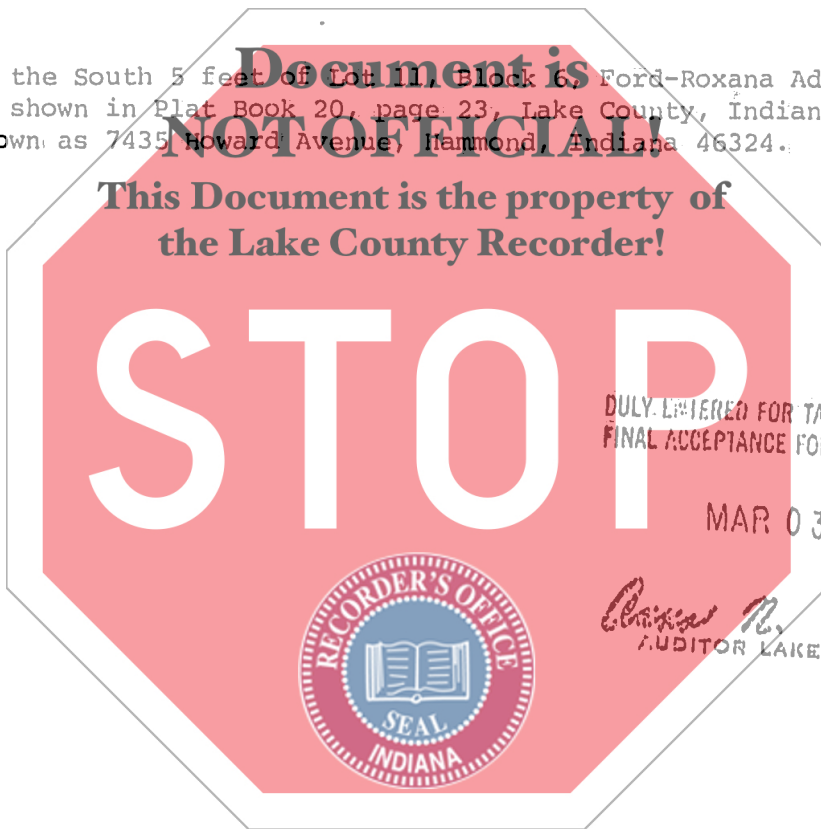 the South 5 feet of Lot 11, Block 6, Ford-Roxana Ad
shown in Plat Book 20, page 23, Lake County, Indian
own as 7435 Howard Avenue, Hammond, Indiana 46324.
Document is
NOT OFFICIAL!
This Document is the property of
the Lake County Recorder!
STOP
DULY ENTERED FOR TA
FINAL ACCEPTANCE FO
MAR 03
N.
AUDITOR LAKE
RECORDER'S OFFICE
SEAL
INDIANA